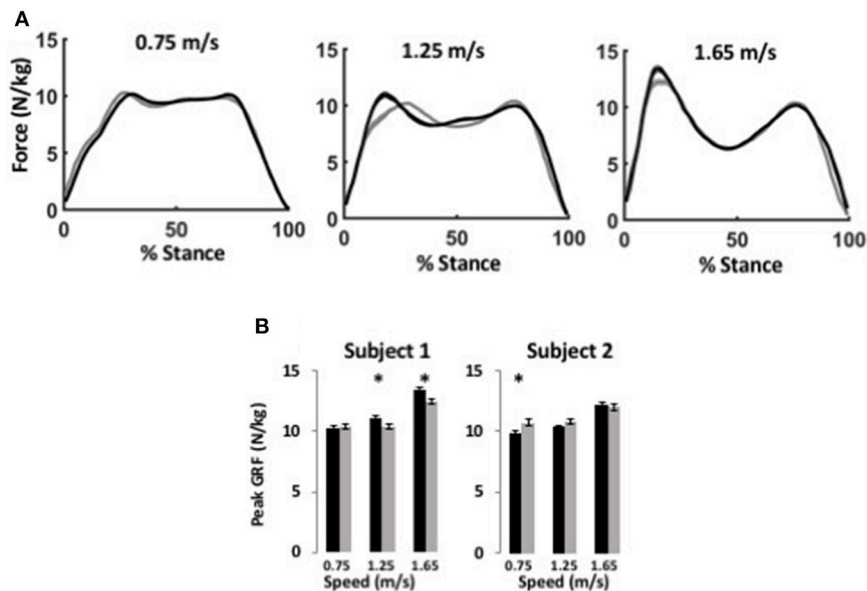 A
0.75 m/s
1.25 m/s
1.65 m/s
Force (N/kg)
15
10
5
0
0
50
100
% Stance
15
10
5
0
0
50
100
% Stance
15
10
5
0
0
50
100
% Stance
B
Subject 1
Subject 2
Peak GRF (N/kg)
15
10
5
0
*
*
0.75
1.25
1.65
Speed (m/s)
15
10
5
0
*
0.75
1.25
1.65
Speed (m/s)